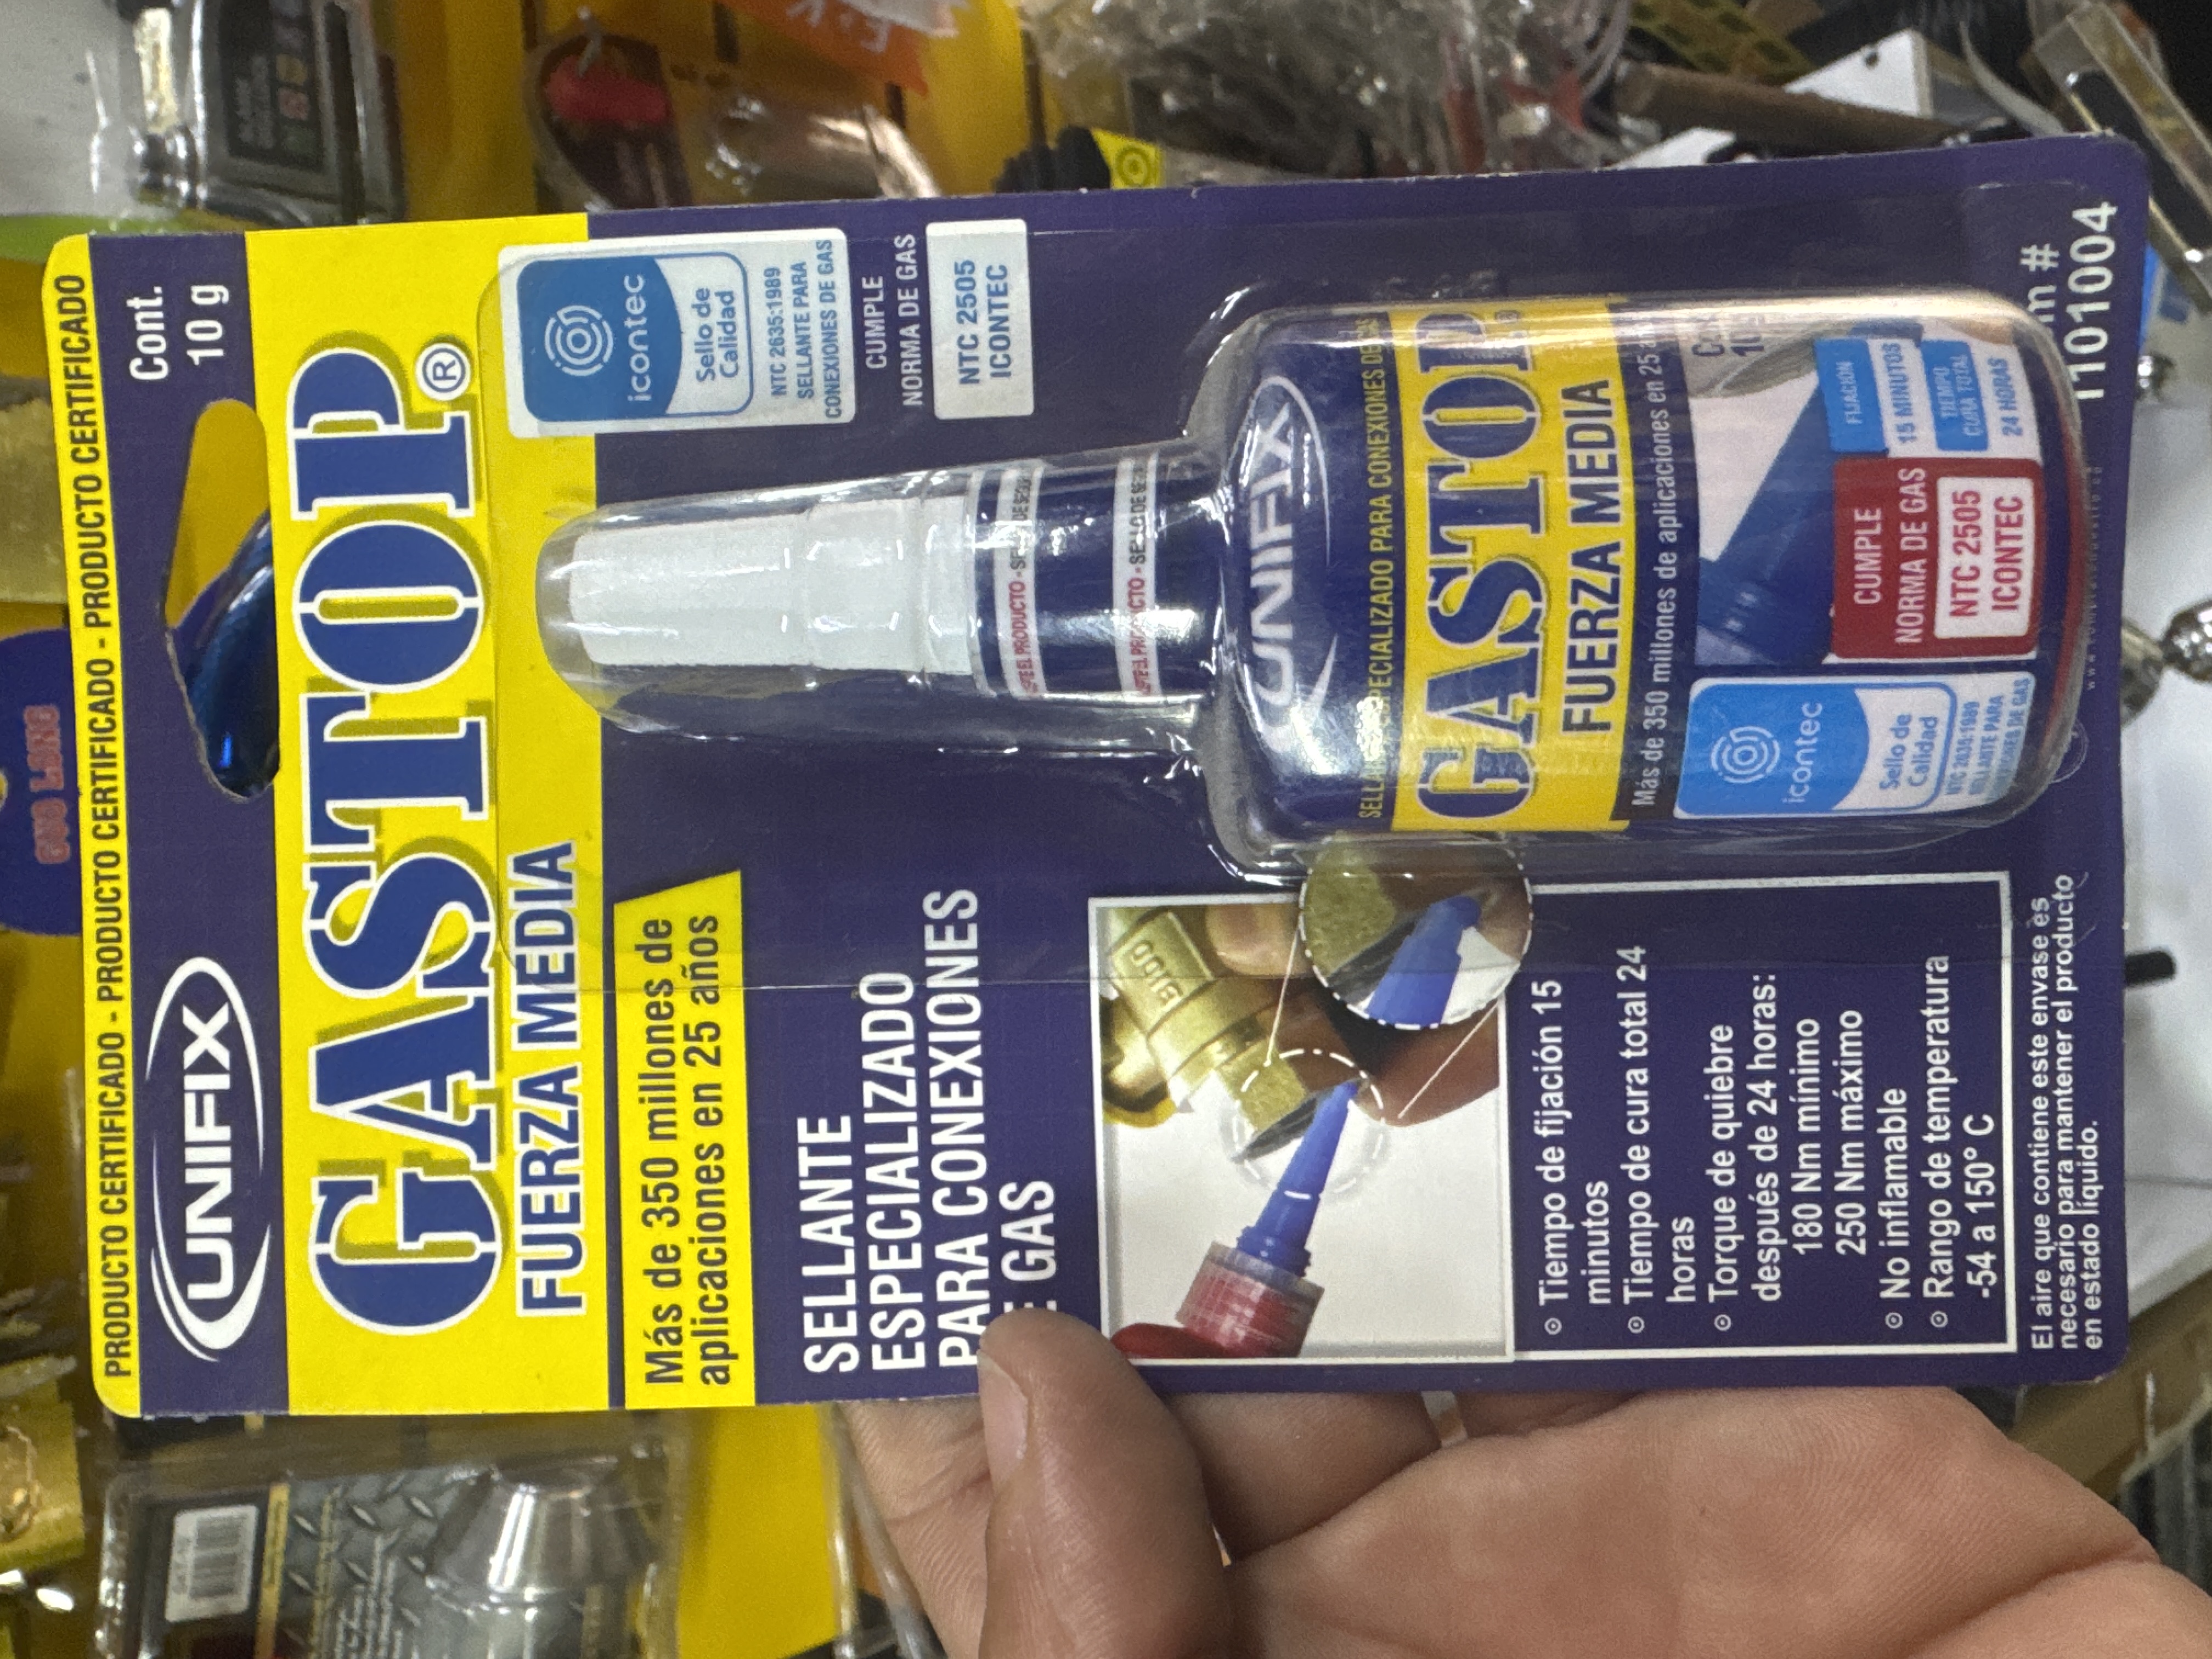 PRODUCTO CERTIFICADO - PRODUCTO CERTIFICADO - PRODUCTO CERTIFICADO
UNIFIX
Cont.
10 g
GASTOP®
FUERZA MEDIA
Más de 350 millones de
aplicaciones en 25 años
icontec
Sello de
Calidad
NTC 2635:1989
SELLANTE PARA
CONEXIONES DE GAS
CUMPLE
NORMA DE GAS
NTC 2505
ICONTEC
SELLANTE
ESPECIALIZADO
PARA CONEXIONES
GAS
⊙ Tiempo de fijación 15
minutos
⊙ Tiempo de cura total 24
horas
⊙ Torque de quiebre
después de 24 horas:
180 Nm mínimo
250 Nm máximo
⊙ No inflamable
⊙ Rango de temperatura
-54 a 150° C
El aire que contiene este envase es
necesario para mantener el producto
en estado líquido.
EL PRODUCTO - 
UNIFIX
ESPECIALIZADO PARA CONEXIONES
GASTOP®
FUERZA MEDIA
Más de 350 millones de aplicaciones en 25
icontec
Sello de
Calidad
CUMPLE
NORMA DE GAS
NTC 2505
ICONTEC
FIJACION
15 MINUTOS
TIEMPO
CURA TOTAL
24 HORAS
#
1101004